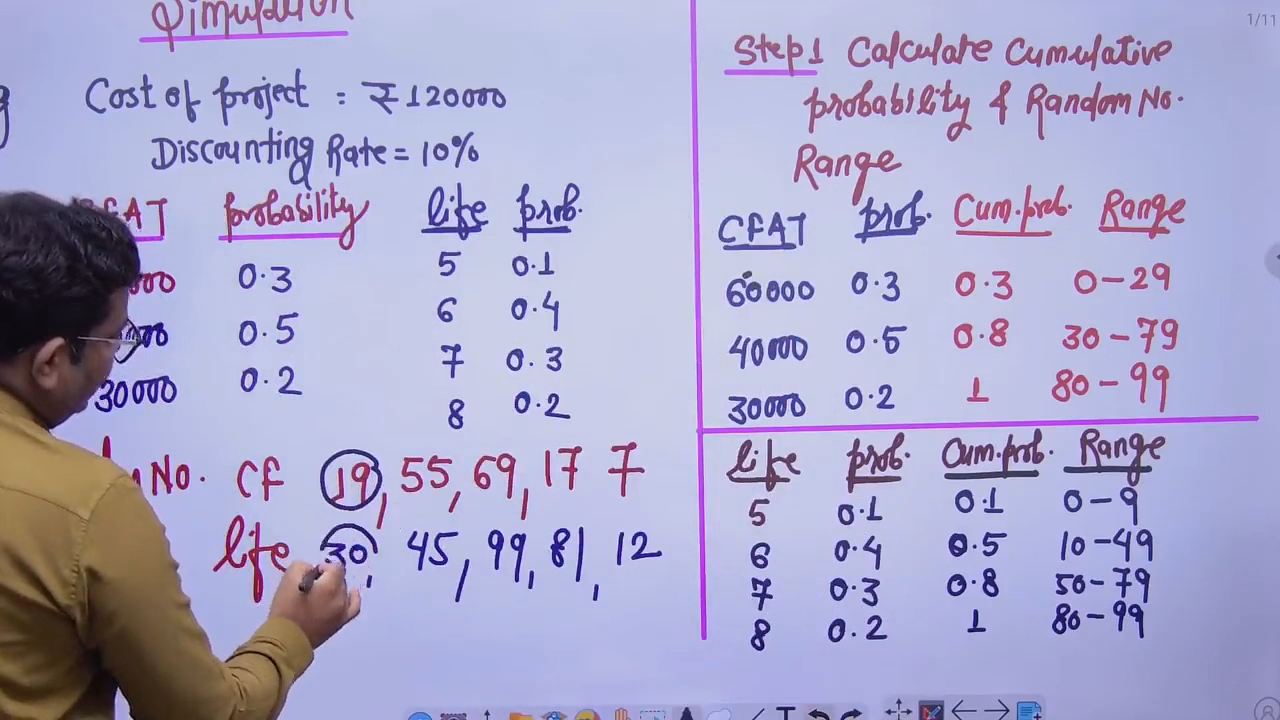 Simulation
Cost of project = ₹120000
Discounting Rate = 10%
CFAT probability life prob.
000 0.3 5 0.1
000 0.5 6 0.4
30000 0.2 7 0.3
8 0.2
No. CF 19, 55, 69, 17 7
life 30, 45, 99, 81, 12
1/11
Step1 Calculate Cumulative
probability & Random No.
Range
CFAT prob. Cum.prob. Range
60000 0.3 0.3 0-29
40000 0.5 0.8 30-79
30000 0.2 1 80-99
life prob. Cum.prob. Range
5 0.1 0.1 0-9
6 0.4 0.5 10-49
7 0.3 0.8 50-79
8 0.2 1 80-99